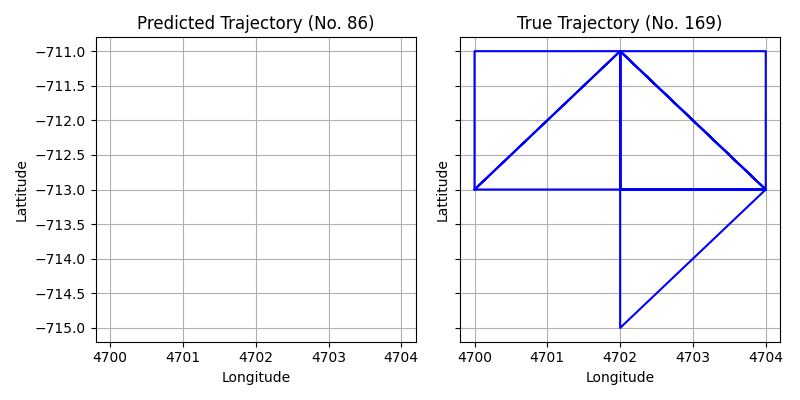 Predicted Trajectory (No. 86)
True Trajectory (No. 169)
−711.0
−711.5
−712.0
−712.5
−713.0
−713.5
−714.0
−714.5
−715.0
Lattitude
Lattitude
4700 4701 4702 4703 4704
4700 4701 4702 4703 4704
Longitude
Longitude